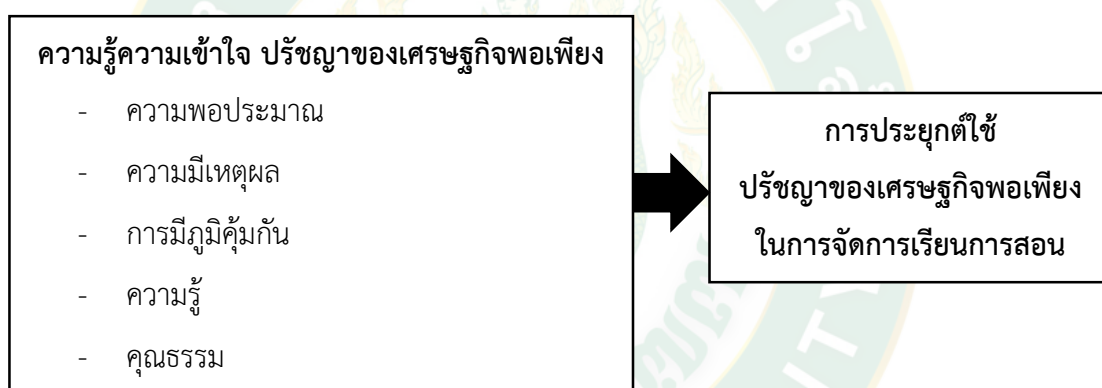 ความรู้ความเข้าใจ ปรัชญาของเศรษฐกิจพอเพียง
- ความพอประมาณ
- ความมีเหตุผล
- การมีภูมิคุ้มกัน
- ความรู้
- คุณธรรม
การประยุกต์ใช้
ปรัชญาของเศรษฐกิจพอเพียง
ในการจัดการเรียนการสอน